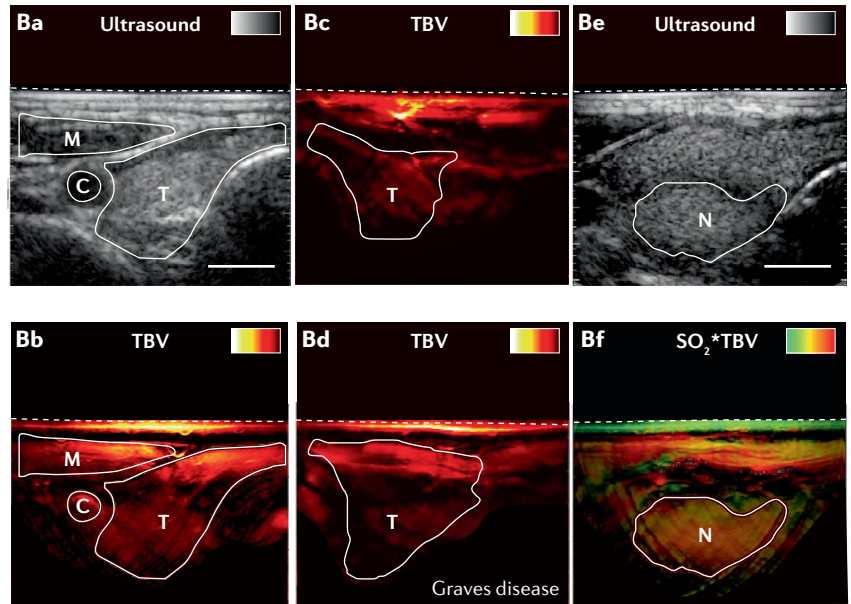 Ba Ultrasound
M
C
T
Bc TBV
T
Be Ultrasound
N
Bb TBV
M
C
T
Bd TBV
T
Graves disease
Bf SO₂*TBV
N